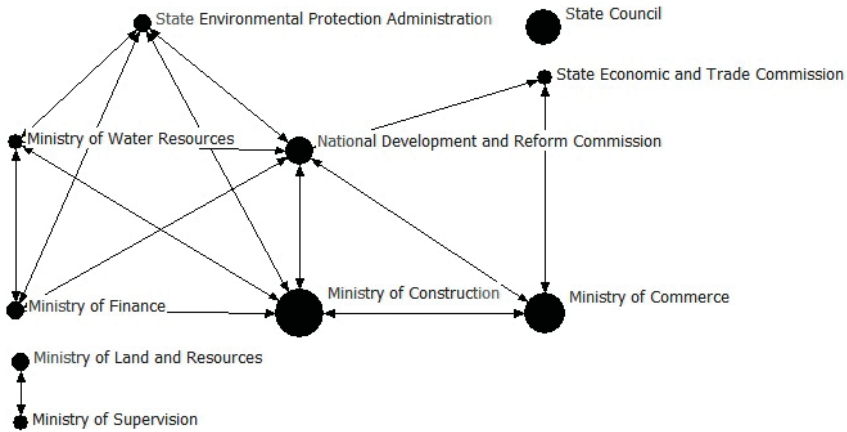 State Environmental Protection Administration
State Council
State Economic and Trade Commission
Ministry of Water Resources
National Development and Reform Commission
Ministry of Finance
Ministry of Construction
Ministry of Commerce
Ministry of Land and Resources
Ministry of Supervision